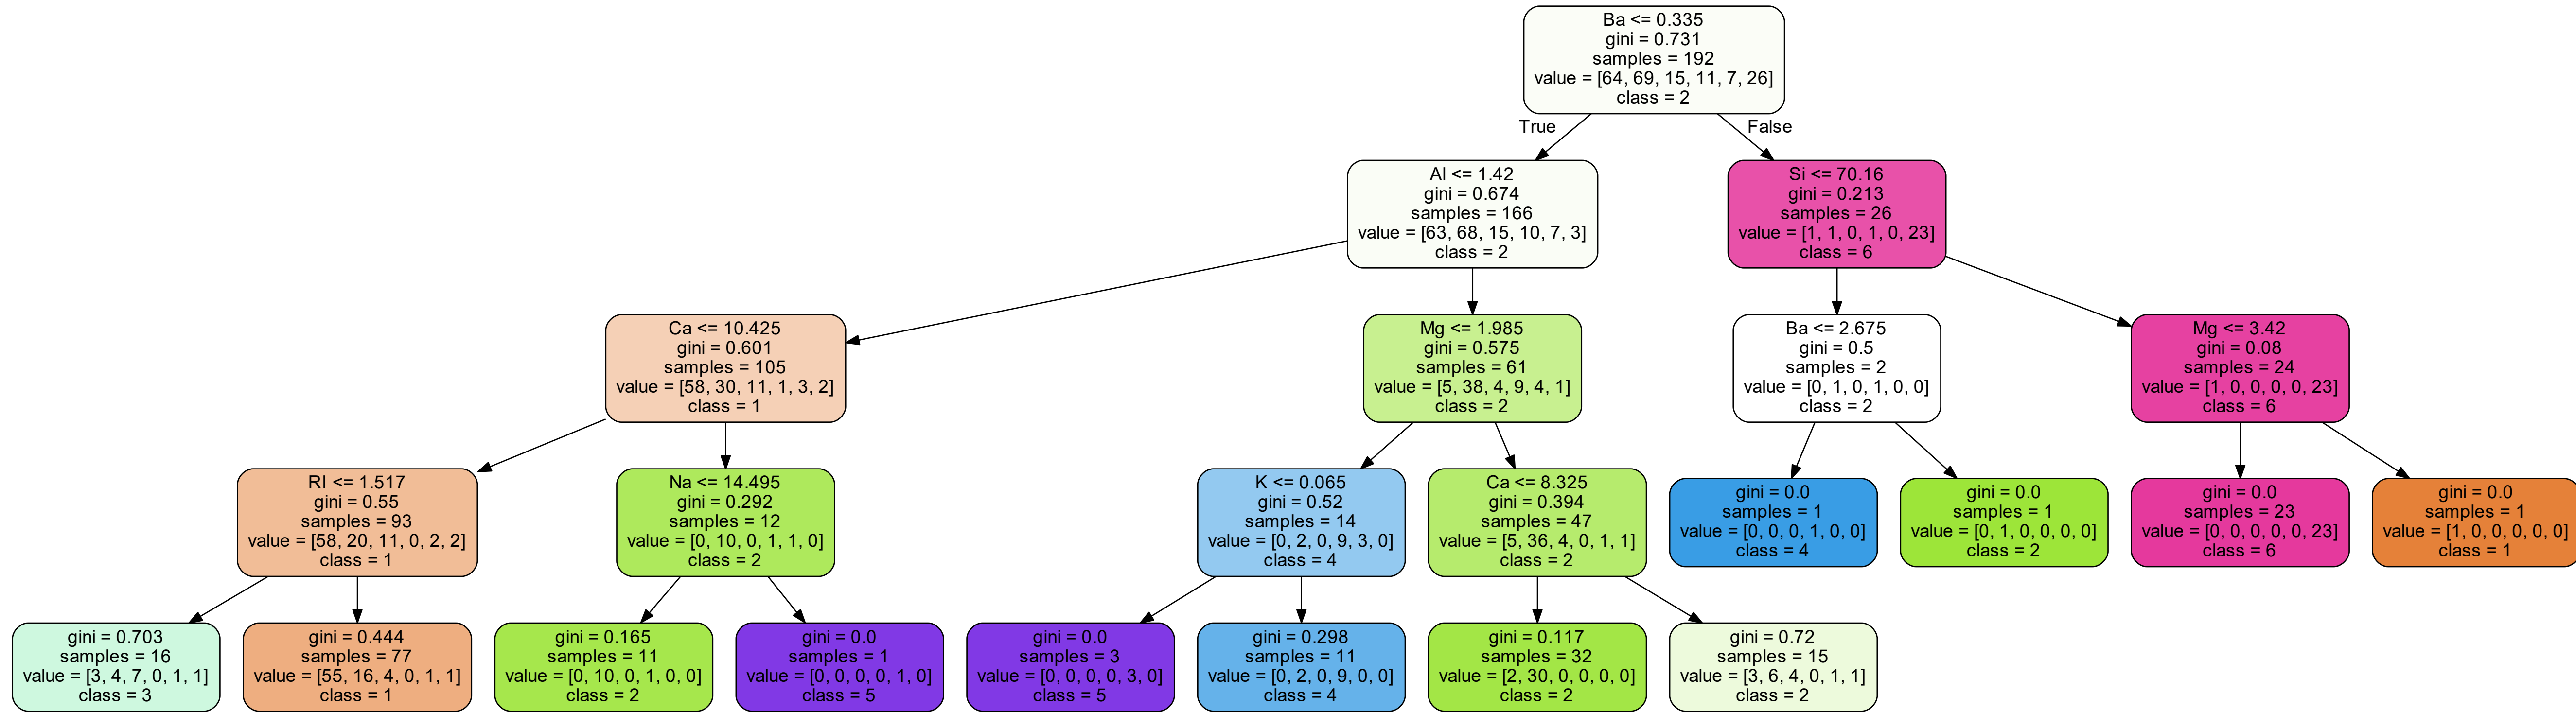 Ba <= 0.335
gini = 0.731
samples = 192
value = [64, 69, 15, 11, 7, 26]
class = 2
True
False
Al <= 1.42
gini = 0.674
samples = 166
value = [63, 68, 15, 10, 7, 3]
class = 2
Si <= 70.16
gini = 0.213
samples = 26
value = [1, 1, 0, 1, 0, 23]
class = 6
Ca <= 10.425
gini = 0.601
samples = 105
value = [58, 30, 11, 1, 3, 2]
class = 1
Mg <= 1.985
gini = 0.575
samples = 61
value = [5, 38, 4, 9, 4, 1]
class = 2
Ba <= 2.675
gini = 0.5
samples = 2
value = [0, 1, 0, 1, 0, 0]
class = 2
Mg <= 3.42
gini = 0.08
samples = 24
value = [1, 0, 0, 0, 0, 23]
class = 6
RI <= 1.517
gini = 0.55
samples = 93
value = [58, 20, 11, 0, 2, 2]
class = 1
Na <= 14.495
gini = 0.292
samples = 12
value = [0, 10, 0, 1, 1, 0]
class = 2
K <= 0.065
gini = 0.52
samples = 14
value = [0, 2, 0, 9, 3, 0]
class = 4
Ca <= 8.325
gini = 0.394
samples = 47
value = [5, 36, 4, 0, 1, 1]
class = 2
gini = 0.0
samples = 1
value = [0, 0, 0, 1, 0, 0]
class = 4
gini = 0.0
samples = 1
value = [0, 1, 0, 0, 0, 0]
class = 2
gini = 0.0
samples = 23
value = [0, 0, 0, 0, 0, 23]
class = 6
gini = 0.0
samples = 1
value = [1, 0, 0, 0, 0, 0]
class = 1
gini = 0.703
samples = 16
value = [3, 4, 7, 0, 1, 1]
class = 3
gini = 0.444
samples = 77
value = [55, 16, 4, 0, 1, 1]
class = 1
gini = 0.165
samples = 11
value = [0, 10, 0, 1, 0, 0]
class = 2
gini = 0.0
samples = 1
value = [0, 0, 0, 0, 1, 0]
class = 5
gini = 0.0
samples = 3
value = [0, 0, 0, 0, 3, 0]
class = 5
gini = 0.298
samples = 11
value = [0, 2, 0, 9, 0, 0]
class = 4
gini = 0.117
samples = 32
value = [2, 30, 0, 0, 0, 0]
class = 2
gini = 0.72
samples = 15
value = [3, 6, 4, 0, 1, 1]
class = 2